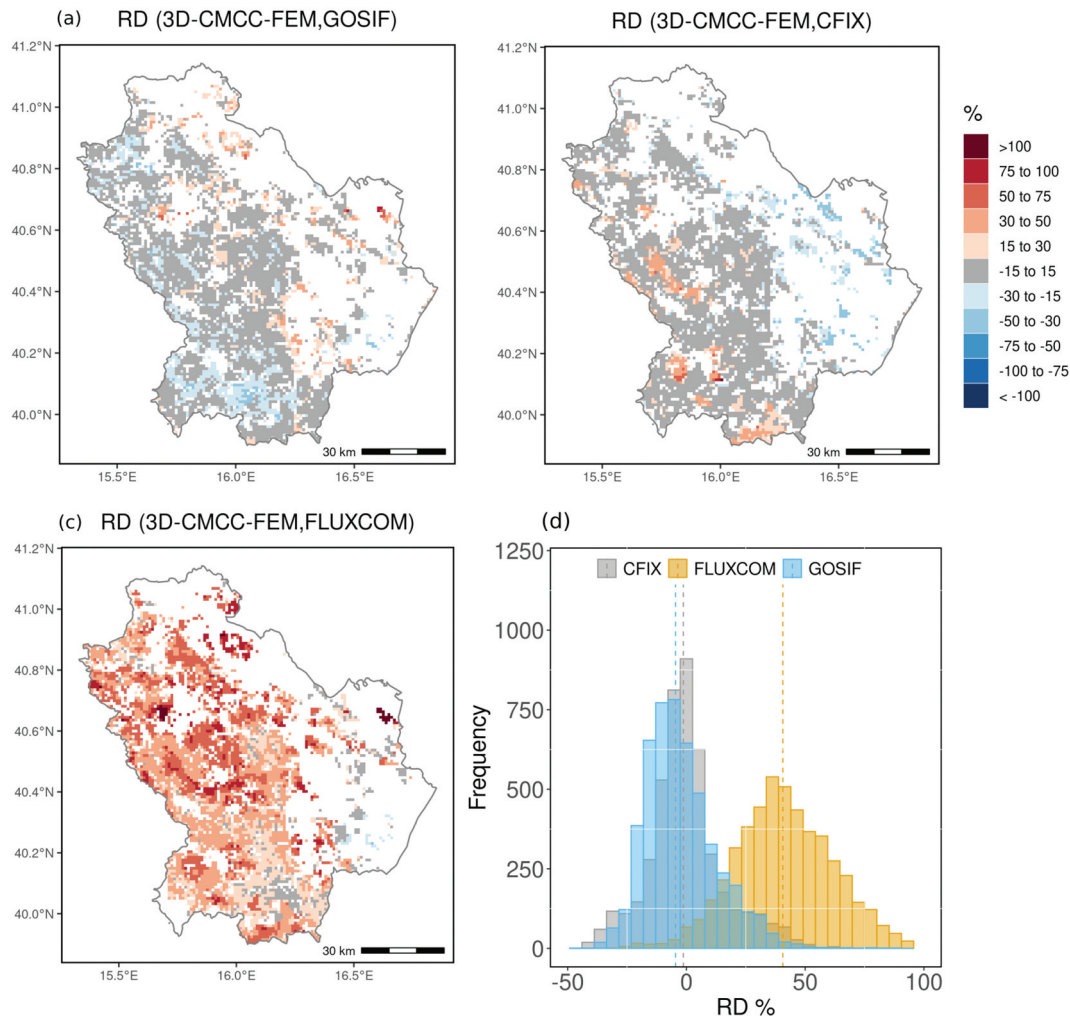 (a) RD (3D-CMCC-FEM,GOSIF)
RD (3D-CMCC-FEM,CFIX)
41.2°N
41.0°N
40.8°N
40.6°N
40.4°N
40.2°N
40.0°N
30 km
15.5°E 16.0°E 16.5°E
41.2°N
41.0°N
40.8°N
40.6°N
40.4°N
40.2°N
40.0°N
30 km
15.5°E 16.0°E 16.5°E
%
>100
75 to 100
50 to 75
30 to 50
15 to 30
-15 to 15
-30 to -15
-50 to -30
-75 to -50
-100 to -75
< -100
(c) RD (3D-CMCC-FEM,FLUXCOM)
41.2°N
41.0°N
40.8°N
40.6°N
40.4°N
40.2°N
40.0°N
30 km
15.5°E 16.0°E 16.5°E
(d)
CFIX FLUXCOM GOSIF
Frequency
1250
1000
750
500
250
0
-50 0 50 100
RD %